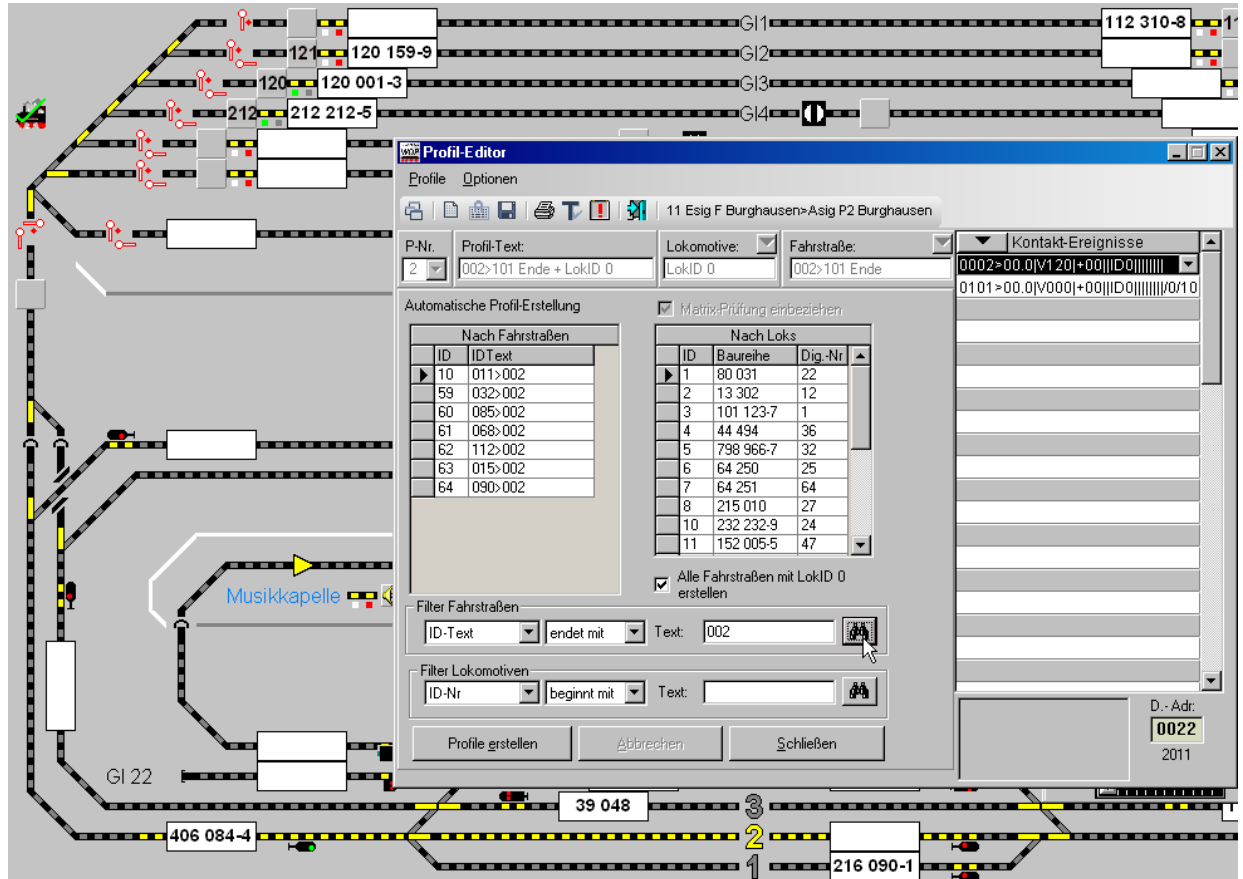 Gl1
112 310-8
11
121
120 159-9
Gl2
120
120 001-3
Gl3
212
212 212-5
Gl4
Profil-Editor
Profile Optionen
11 Esig F Burghausen>Asig P2 Burghausen
P-Nr. Profil-Text: Lokomotive: Fahrstraße:
2 002>101 Ende + LokID 0 LokID 0 002>101 Ende
Kontakt-Ereignisse
0002>00.0|V120|+00||ID0||||||||
0101>00.0|V000|+00||ID0||||||||/0/10
Automatische Profil-Erstellung
Matrix-Prüfung einbeziehen
Nach Fahrstraßen
ID IDText
10 011>002
59 032>002
60 085>002
61 068>002
62 112>002
63 015>002
64 090>002
Nach Loks
ID Baureihe Dig.-Nr
1 80 031 22
2 13 302 12
3 101 123-7 1
4 44 494 36
5 798 966-7 32
6 64 250 25
7 64 251 64
8 215 010 27
10 232 232-9 24
11 152 005-5 47
Alle Fahrstraßen mit LokID 0
erstellen
Filter Fahrstraßen
ID-Text endet mit Text: 002
Filter Lokomotiven
ID-Nr beginnt mit Text:
Profile erstellen Abbrechen Schließen
D.- Adr:
0022
2011
Musikkapelle
Gl 22
39 048
3
406 084-4
2
1
216 090-1